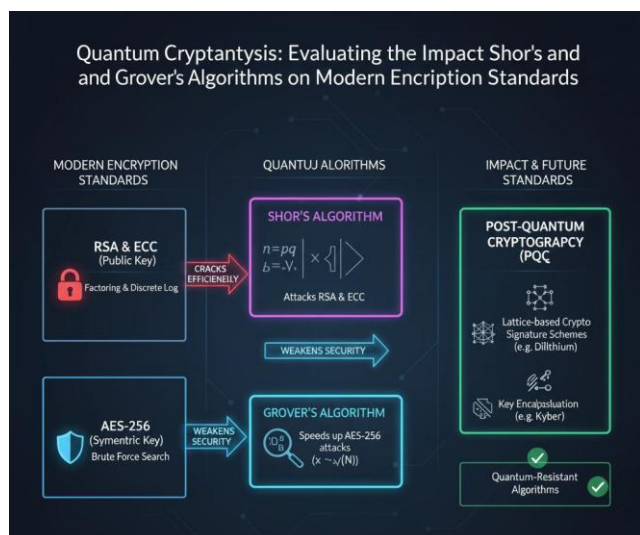 Quantum Cryptantysis: Evaluating the Impact Shor's and
and Grover's Algorithms on Modern Encription Standards
MODERN ENCRYPTION
STANDARDS
RSA & ECC
(Public Key)
Factoring & Discrete Log
CRACKS
EFFICIENEILY
AES-256
(Symentric Key)
Brute Force Search
WEAKENS
SECURITY
QUANTUJ ALORITHMS
SHOR'S ALGORITHM
n=pq
Attacks RSA & ECC
WEAKENS SECURITY
GROVER'S ALGORITHM
Speeds up AES-256
attacks
(x ~√(N))
IMPACT & FUTURE
STANDARDS
POST-QUANTUM
CRYPTOGRAPCY
(PQC
Lattice-based Crypto
Signature Schemes
(e.g. Dilithium)
(e.g. Kyber)
Quantum-Resistant
Algorithms